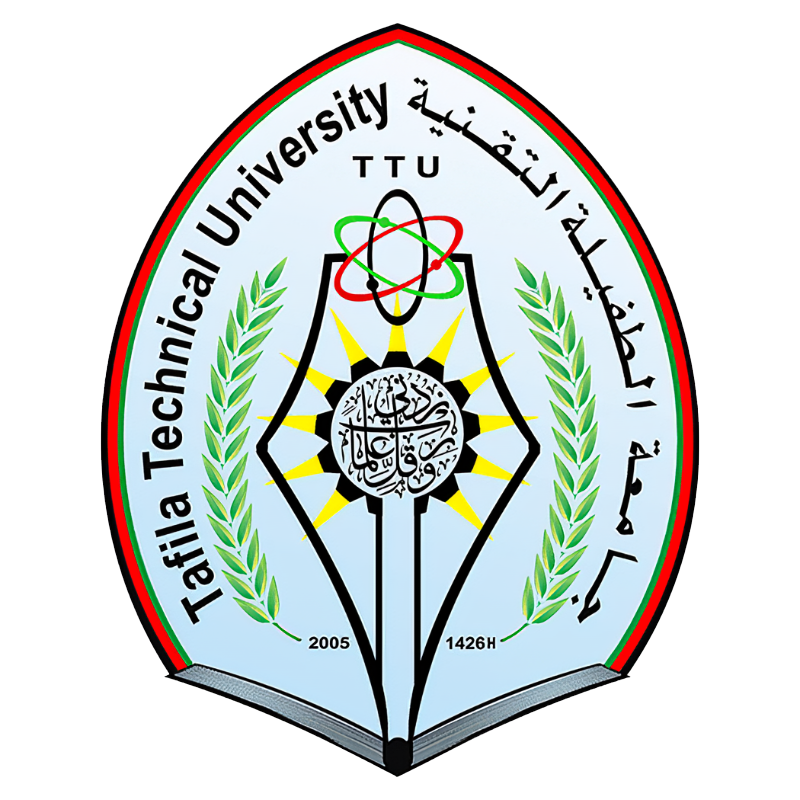 Tafila Technical University
جامعة الطفيلة التقنية
TTU
وقل رب زدني علماً
2005
1426H